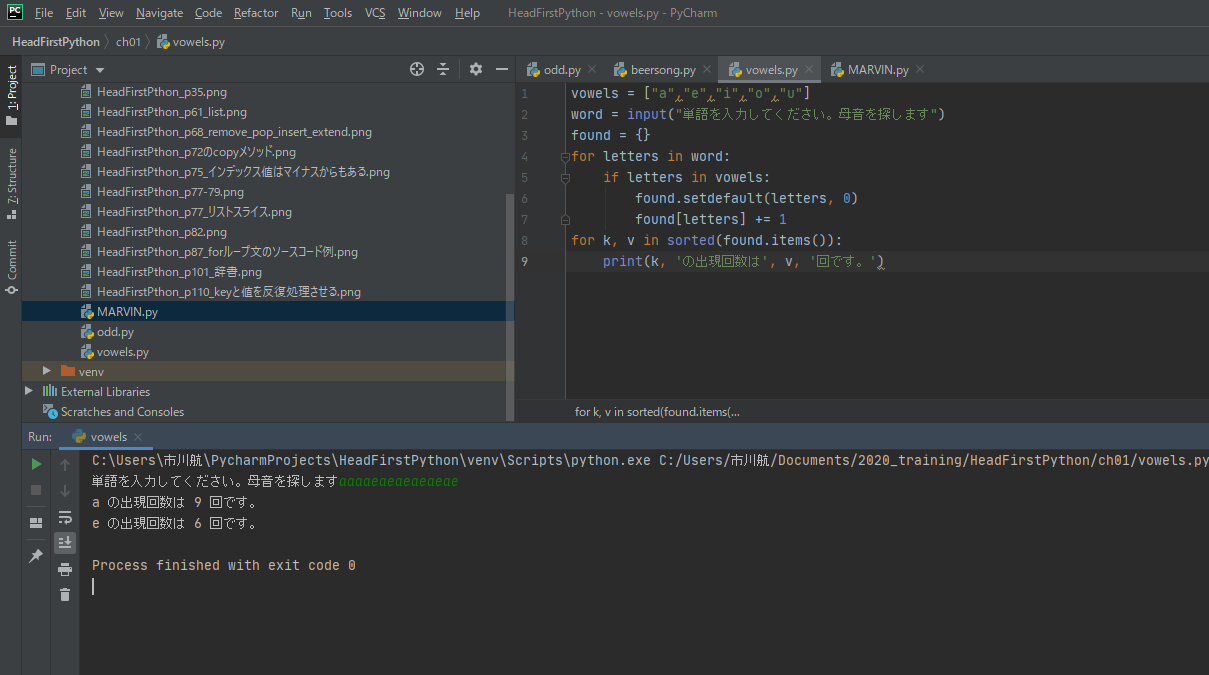 PC File Edit View Navigate Code Refactor Run Tools VCS Window Help HeadFirstPython - vowels.py - PyCharm
HeadFirstPython ch01 vowels.py
1: Project
Z: Structure
Commit
Project
HeadFirstPthon_p35.png
HeadFirstPthon_p61_list.png
HeadFirstPthon_p68_remove_pop_insert_extend.png
HeadFirstPthon_p72のcopyメソッド.png
HeadFirstPthon_p75_インデックス値はマイナスからもある.png
HeadFirstPthon_p77-79.png
HeadFirstPthon_p77_リストスライス.png
HeadFirstPthon_p82.png
HeadFirstPthon_p87_forループ文のソースコード例.png
HeadFirstPthon_p101_辞書.png
HeadFirstPthon_p110_keyと値を反復処理させる.png
MARVIN.py
odd.py
vowels.py
venv
External Libraries
Scratches and Consoles
odd.py beersong.py vowels.py MARVIN.py
1 vowels = ["a","e","i","o","u"]
2 word = input("単語を入力してください。母音を探します")
3 found = {}
4 for letters in word:
5 if letters in vowels:
6 found.setdefault(letters, 0)
7 found[letters] += 1
8 for k, v in sorted(found.items()):
9 print(k, 'の出現回数は', v, '回です。')
for k, v in sorted(found.items(...
Run: vowels
C:\Users\市川航\PycharmProjects\HeadFirstPython\venv\Scripts\python.exe C:/Users/市川航/Documents/2020_training/HeadFirstPython/ch01/vowels.py
単語を入力してください。母音を探しますaaaaeaeaeaeaeae
a の出現回数は 9 回です。
e の出現回数は 6 回です。
Process finished with exit code 0